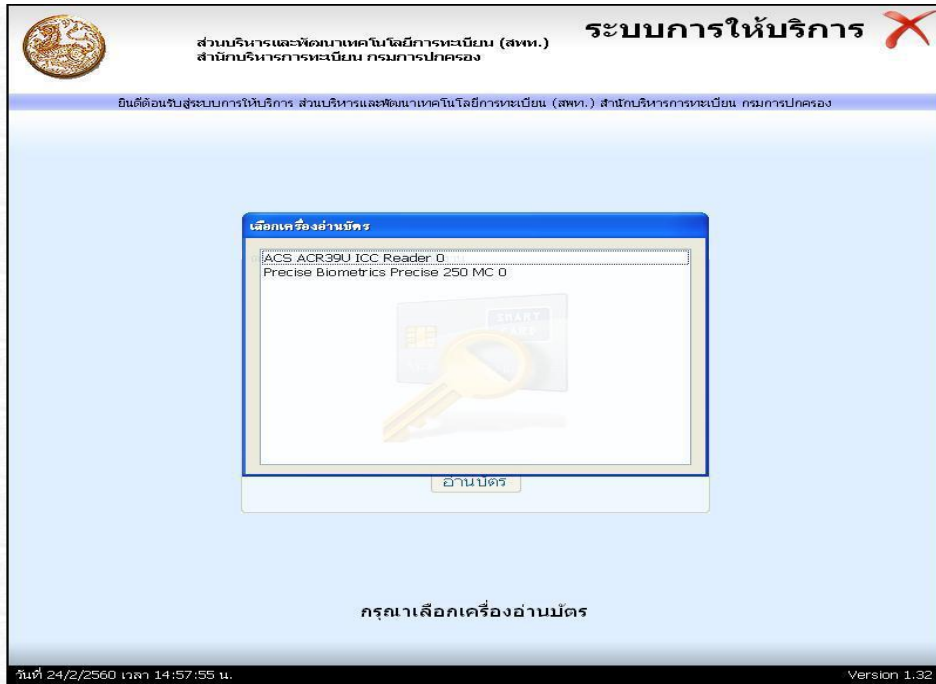 ส่วนบริหารและพัฒนาเทคโนโลยีการทะเบียน (สพท.)
สำนักบริหารการทะเบียน กรมการปกครอง
ระบบการให้บริการ
ยินดีต้อนรับสู่ระบบการให้บริการ ส่วนบริหารและพัฒนาเทคโนโลยีการทะเบียน (สพท.) สำนักบริหารการทะเบียน กรมการปกครอง
เลือกเครื่องอ่านบัตร
ACS ACR39U ICC Reader 0
Precise Biometrics Precise 250 MC 0
SMART
CARD
อ่านบัตร
กรุณาเลือกเครื่องอ่านบัตร
วันที่ 24/2/2560 เวลา 14:57:55 น.
Version 1.32